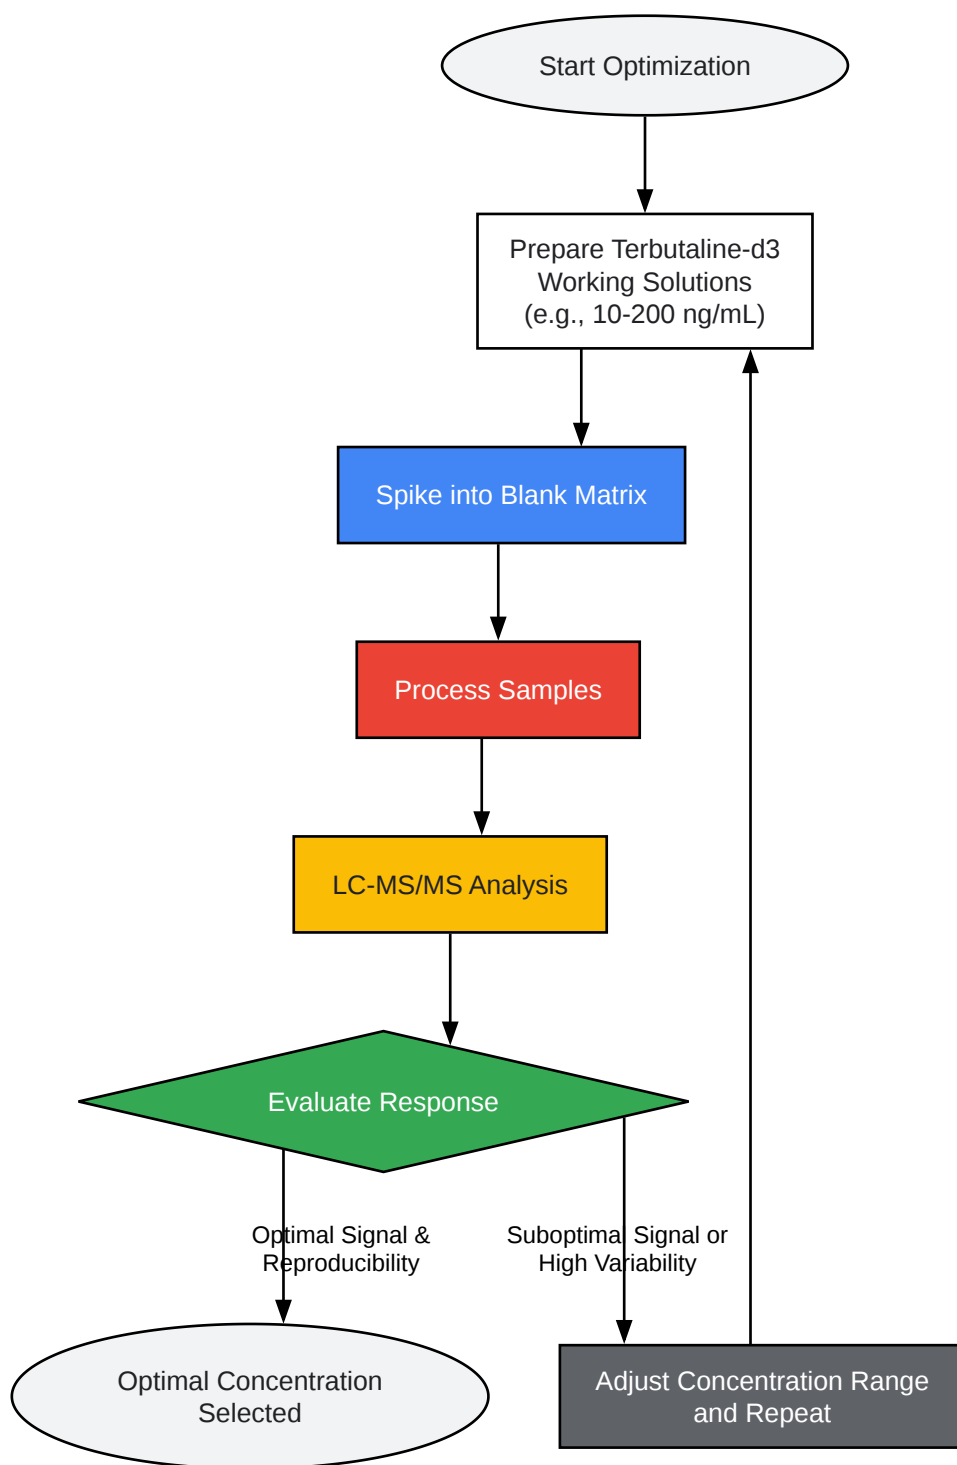 Start Optimization
Prepare Terbutaline-d3
Working Solutions
(e.g., 10-200 ng/mL)
Spike into Blank Matrix
Process Samples
LC-MS/MS Analysis
Evaluate Response
Optimal Signal &
Reproducibility
Suboptimal Signal or
High Variability
Optimal Concentration
Selected
Adjust Concentration Range
and Repeat